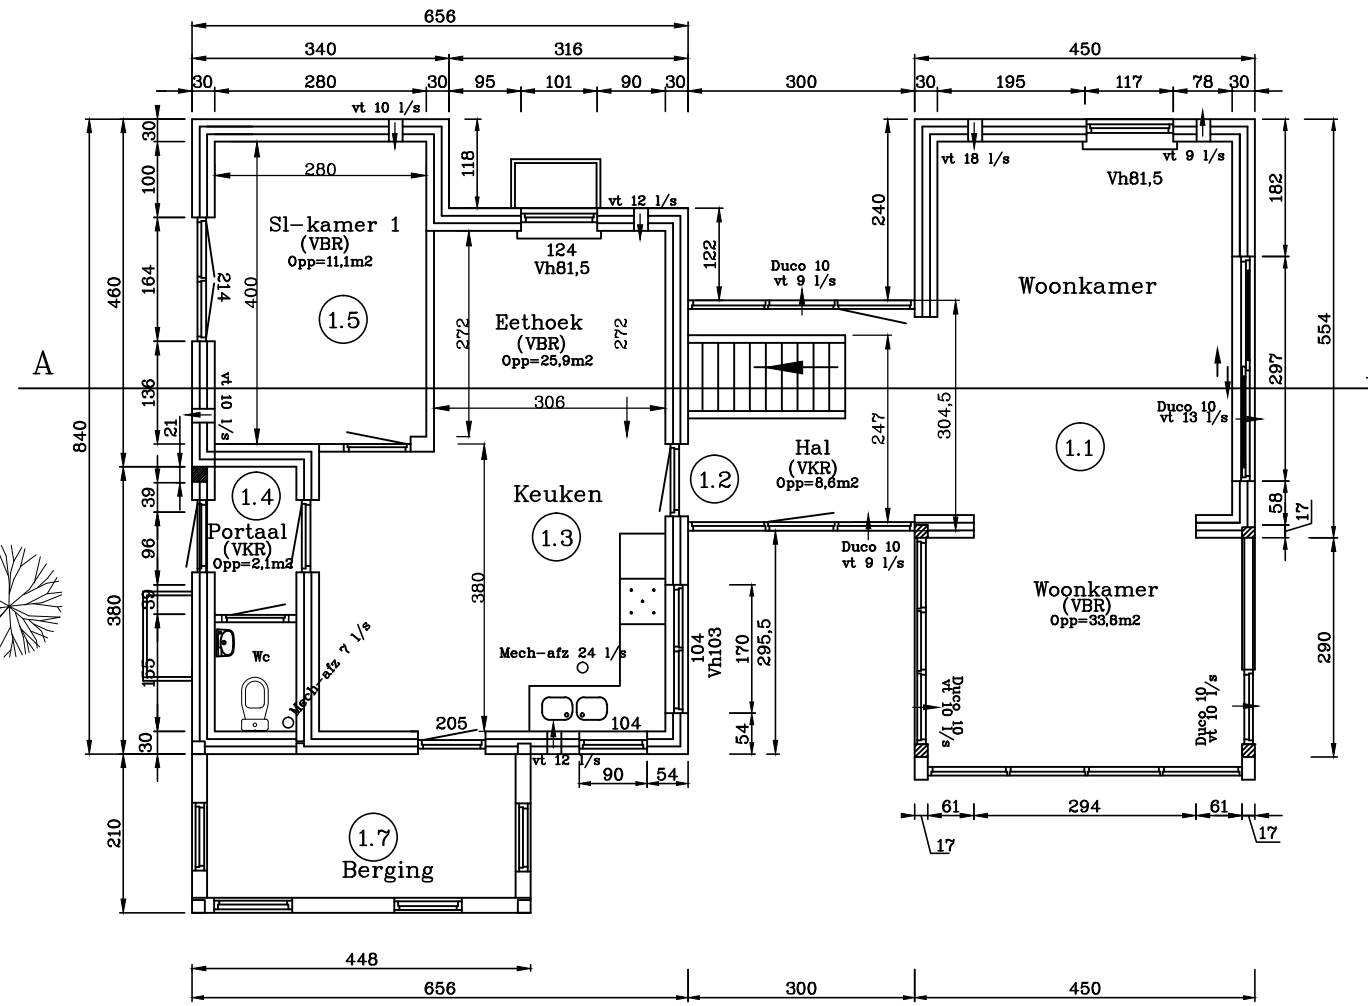 656
340
316
450
30
280
30
95
101
90
30
300
30
195
117
78
30
vt 10 l/s
30
118
vt 18 l/s
vt 9 l/s
280
Vh81,5
100
182
vt 12 l/s
240
Sl-kamer 1
(VBR)
Opp=11,1m2
122
124
Vh81,5
Duco 10
vt 9 l/s
460
164
214
400
Woonkamer
1.5
Eethoek
(VBR)
Opp=25,9m2
272
272
554
A
297
136
vt 10 l/s
306
304,5
Duco 10
vt 13 l/s
840
21
247
Hal
(VKR)
Opp=8,6m2
1.1
1.2
1.4
39
Keuken
58
17
Portaal
(VKR)
Opp=2,1m2
1.3
96
Duco 10
vt 9 l/s
380
39
380
Woonkamer
(VBR)
Opp=33,8m2
Mech-afz 7 l/s
Wc
Mech-afz 24 l/s
104
Vh103
170
295,5
290
155
Duco 10
vt 10 l/s
Duco 10
vt 10 l/s
205
104
30
54
vt 12 l/s
90
54
61
294
61
17
17
210
1.7
Berging
448
656
300
450